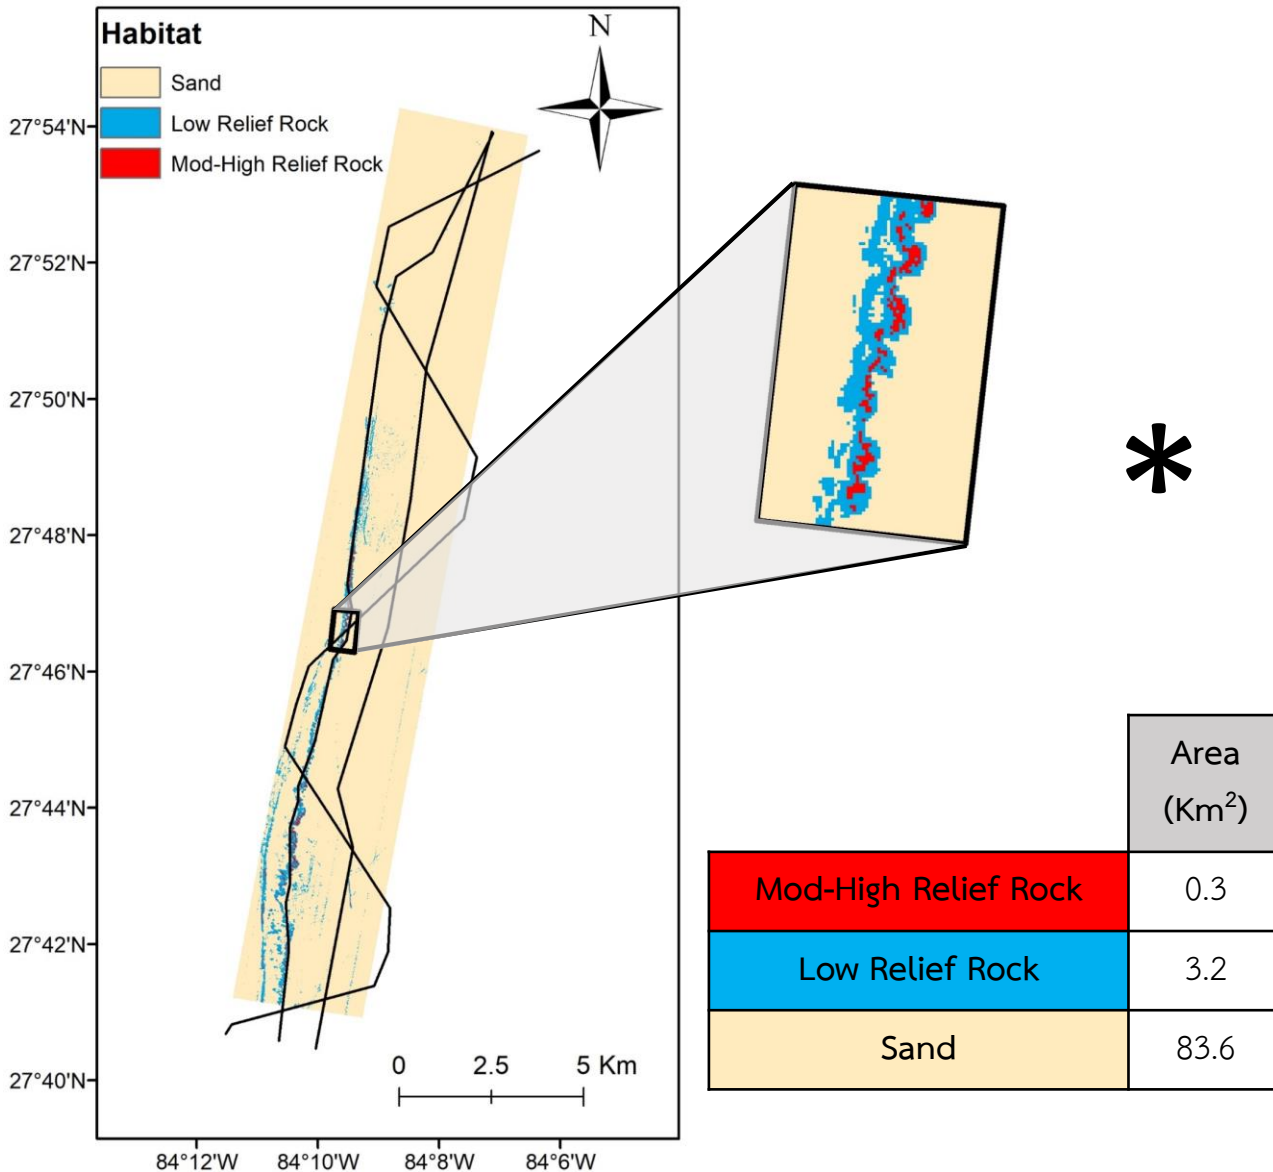 Habitat
Sand
Low Relief Rock
Mod-High Relief Rock
N
27°54'N
27°52'N
27°50'N
27°48'N
27°46'N
27°44'N
27°42'N
27°40'N
84°12'W 84°10'W 84°8'W 84°6'W
0 2.5 5 Km
*
Area
(Km²)
Mod-High Relief Rock 0.3
Low Relief Rock 3.2
Sand 83.6